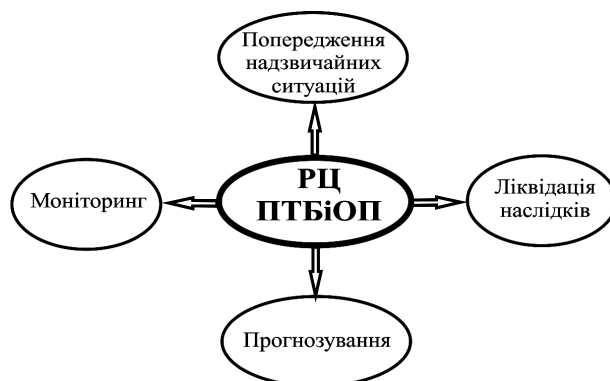 Попередження
надзвичайних
ситуацій
Моніторинг
РЦ
ПТБіОП
Ліквідація
наслідків
Прогнозування